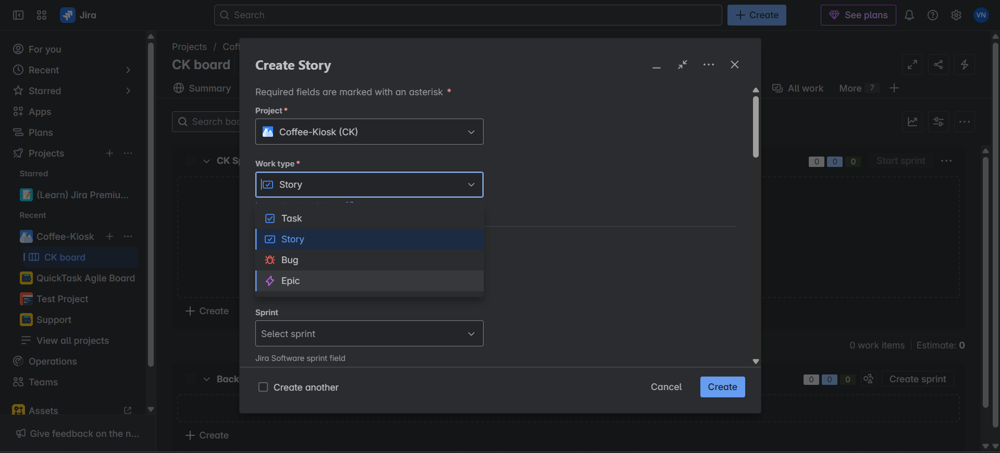 Jira
Search
Create
See plans
VN
For you
Recent
Starred
Apps
Plans
Projects
Starred
(Learn) Jira Premiu...
Recent
Coffee-Kiosk
CK board
QuickTask Agile Board
Test Project
Support
View all projects
Operations
Teams
Assets
Give feedback on the n...
Projects /
CK board
Summary
All work
More 7
Search
CK
0 0 0
Start sprint
Create
0 work items
Estimate: 0
0 0 0
Create sprint
Create
Create Story
Required fields are marked with an asterisk *
Project *
Coffee-Kiosk (CK)
Work type *
Story
Task
Story
Bug
Epic
Sprint
Select sprint
Jira Software sprint field
Create another
Cancel
Create